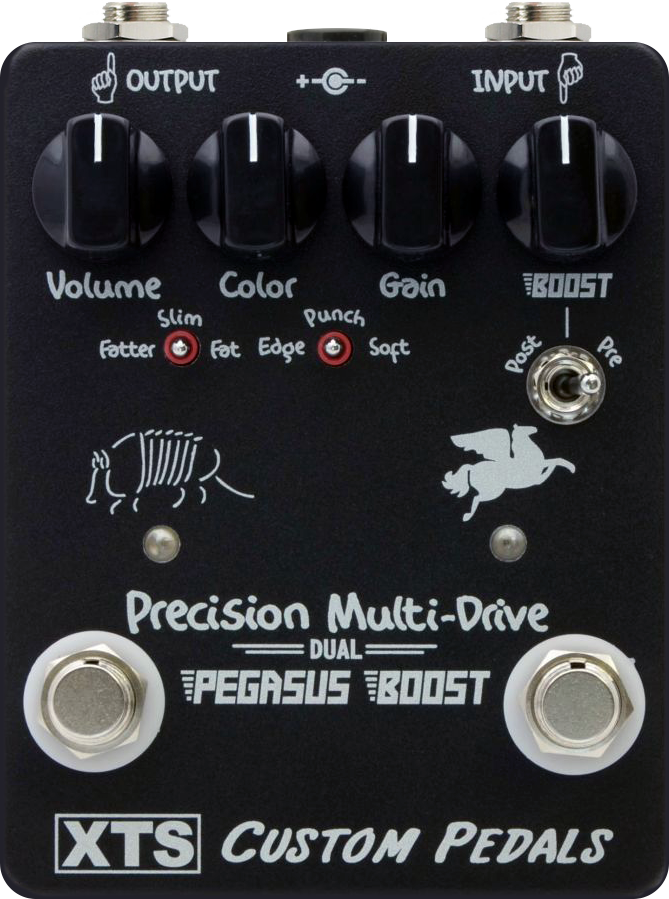 OUTPUT
+ -
INPUT
Volume
Color
Gain
BOOST
Slim
Fatter
Fat
Punch
Edge
Soft
Post
Pre
Precision Multi-Drive
DUAL
PEGASUS BOOST
XTS CUSTOM PEDALS